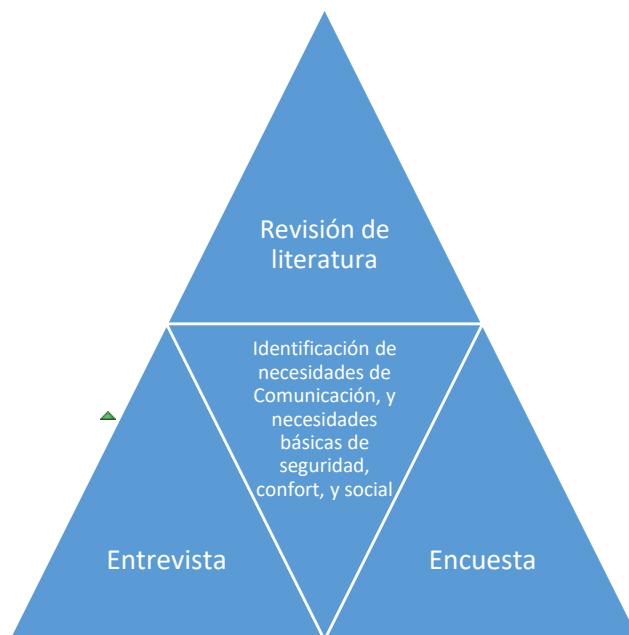 Revisión de
literatura
Identificación de
necesidades de
Comunicación, y
necesidades
básicas de
seguridad,
confort, y social
Entrevista
Encuesta